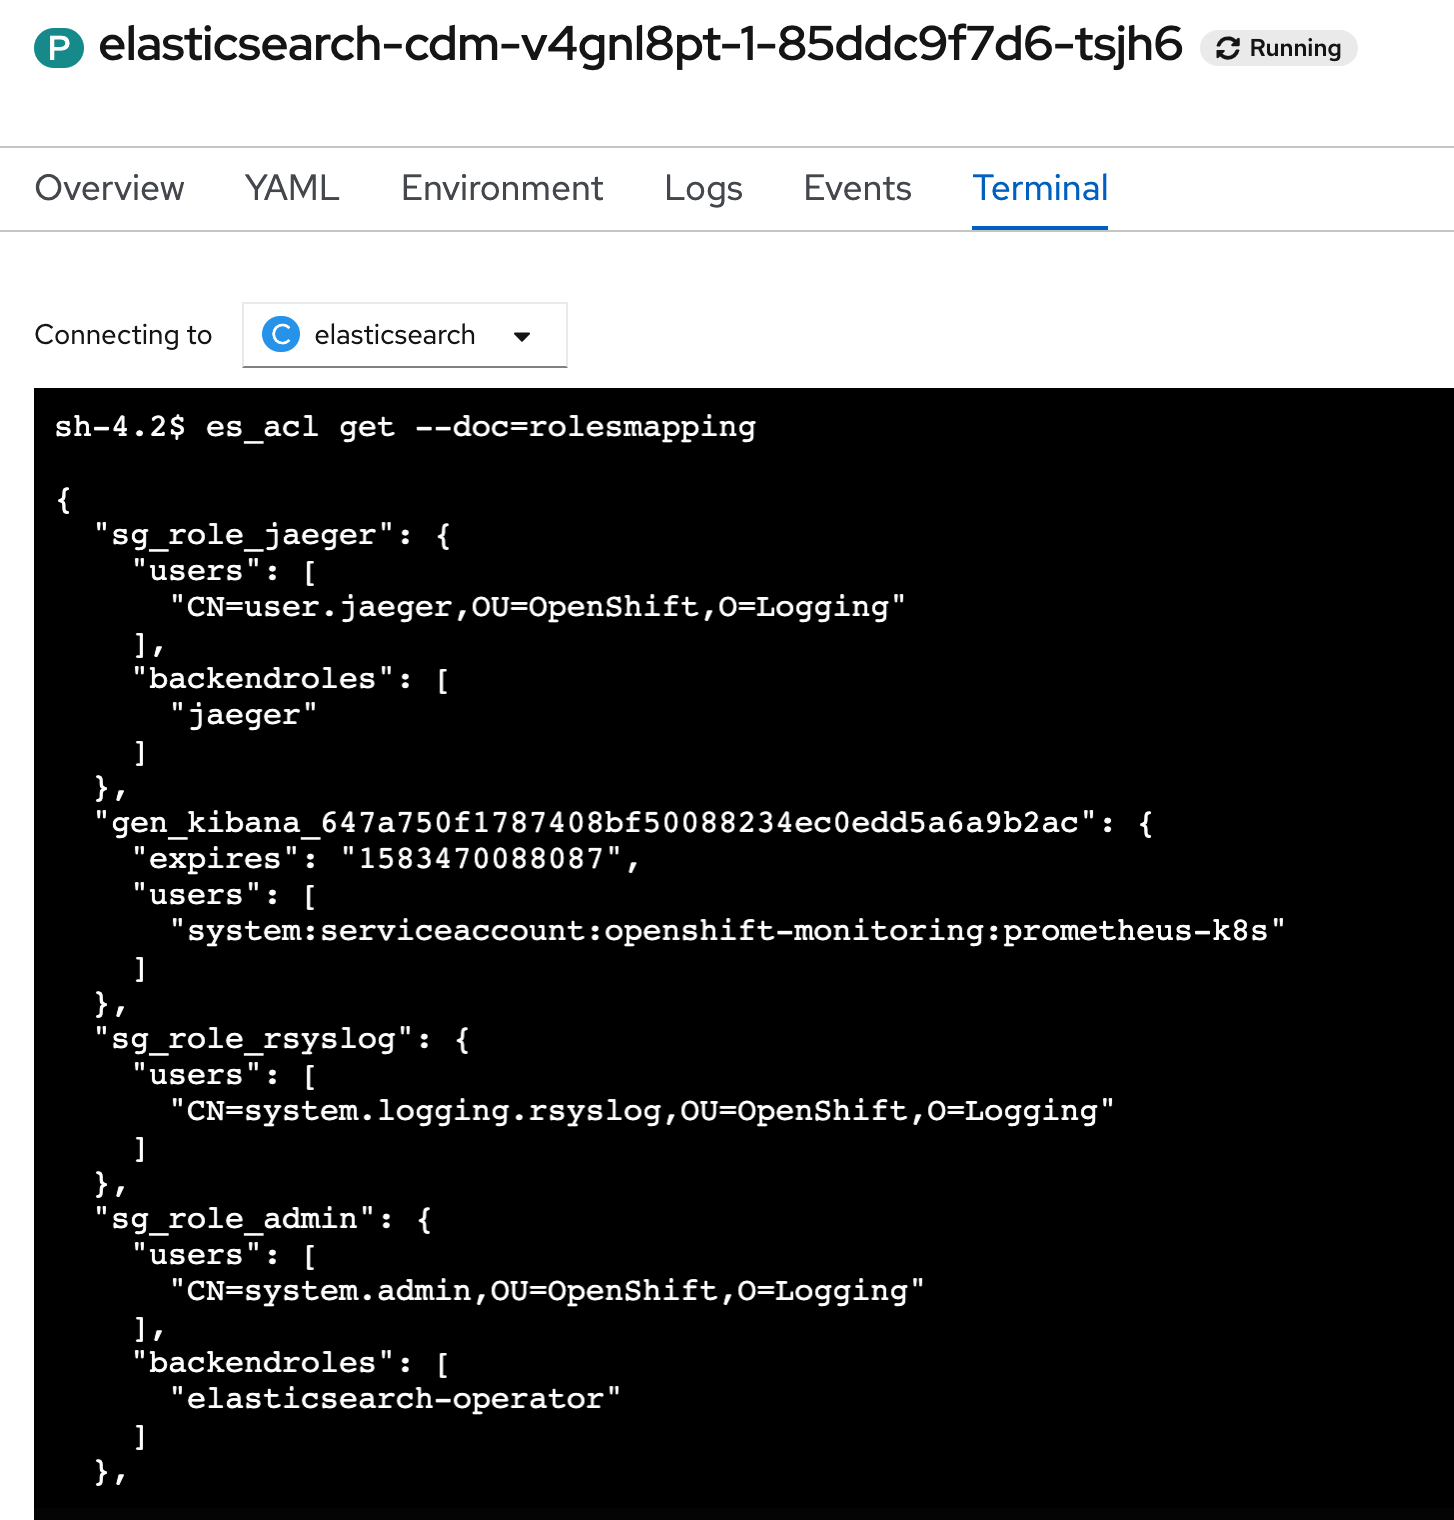 P elasticsearch-cdm-v4gnl8pt-1-85ddc9f7d6-tsjh6 Running
Overview YAML Environment Logs Events Terminal
Connecting to C elasticsearch
sh-4.2$ es_acl get --doc=rolesmapping
{
  "sg_role_jaeger": {
    "users": [
      "CN=user.jaeger,OU=OpenShift,O=Logging"
    ],
    "backendroles": [
      "jaeger"
    ]
  },
  "gen_kibana_647a750f1787408bf50088234ec0edd5a6a9b2ac": {
    "expires": "1583470088087",
    "users": [
      "system:serviceaccount:openshift-monitoring:prometheus-k8s"
    ]
  },
  "sg_role_rsyslog": {
    "users": [
      "CN=system.logging.rsyslog,OU=OpenShift,O=Logging"
    ]
  },
  "sg_role_admin": {
    "users": [
      "CN=system.admin,OU=OpenShift,O=Logging"
    ],
    "backendroles": [
      "elasticsearch-operator"
    ]
  },